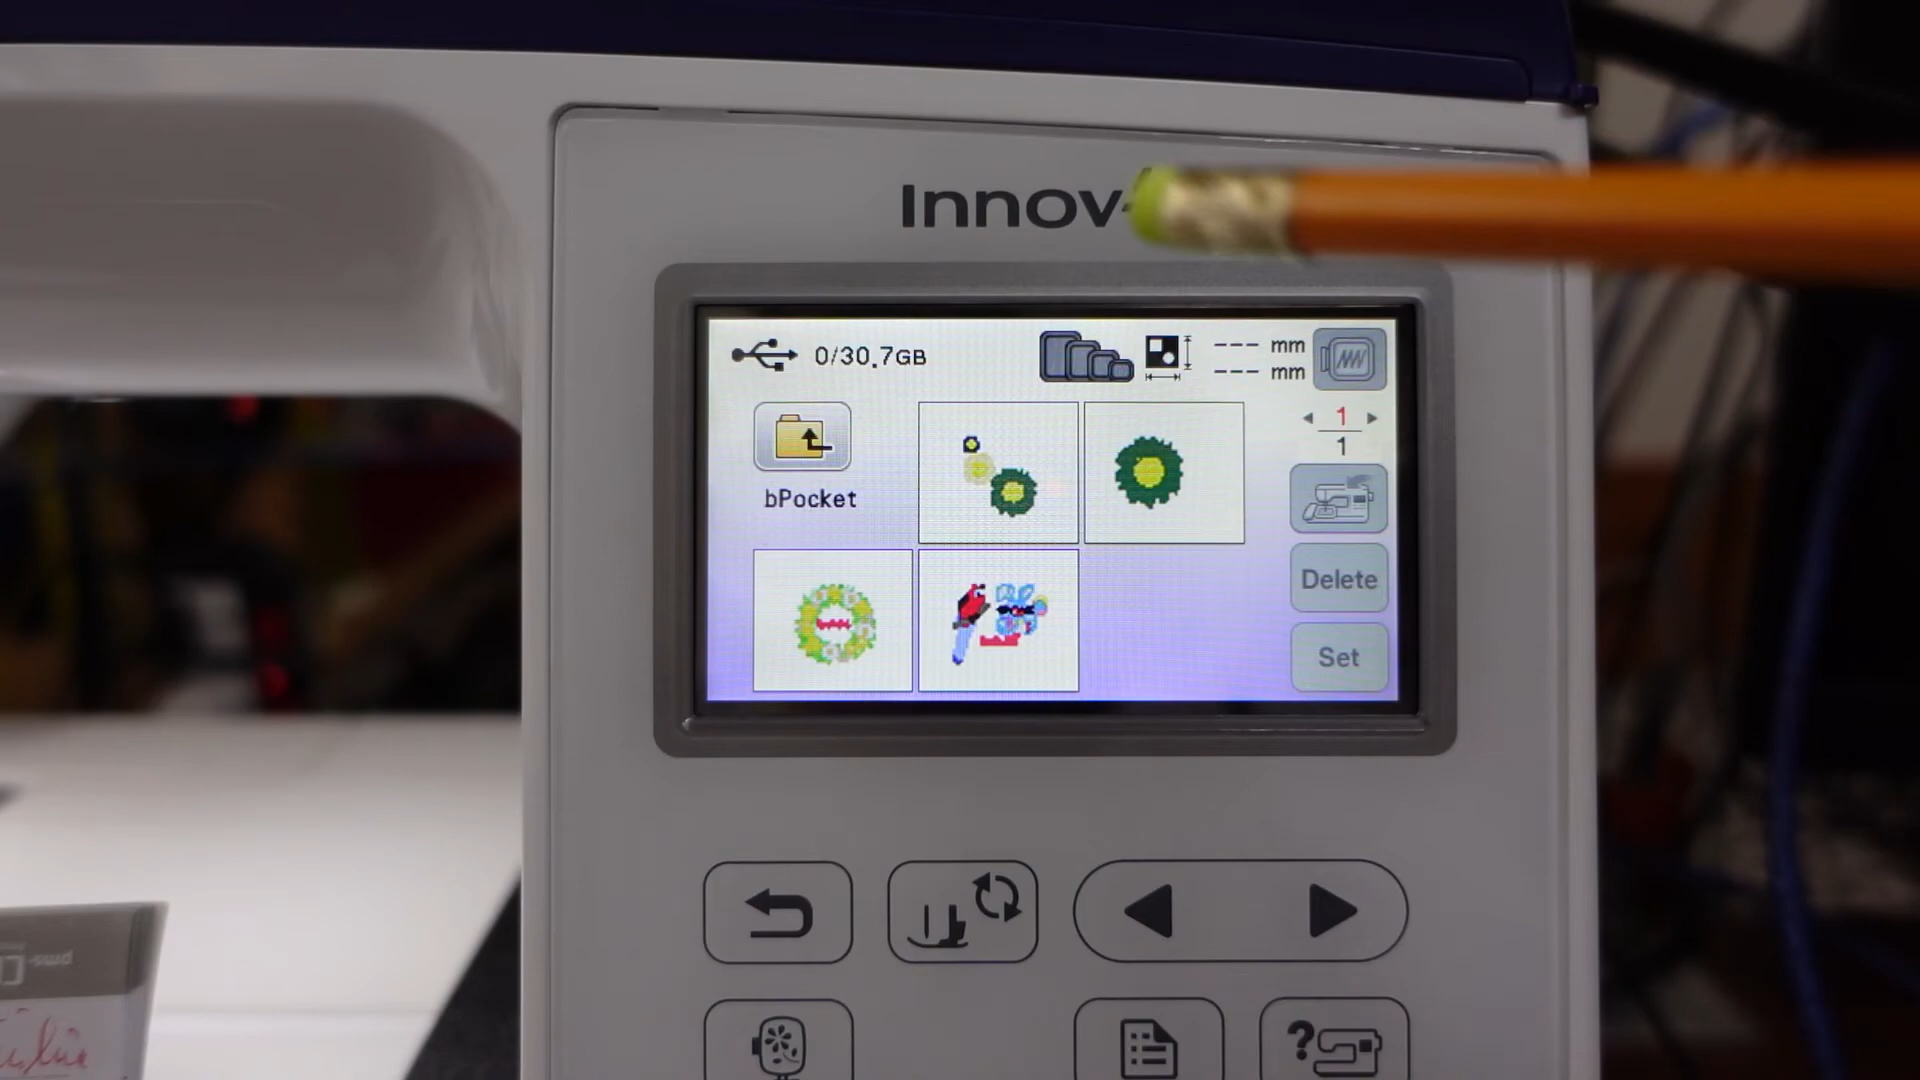 Innov
0/30.7GB
--- mm
--- mm
1
1
bPocket
Delete
Set